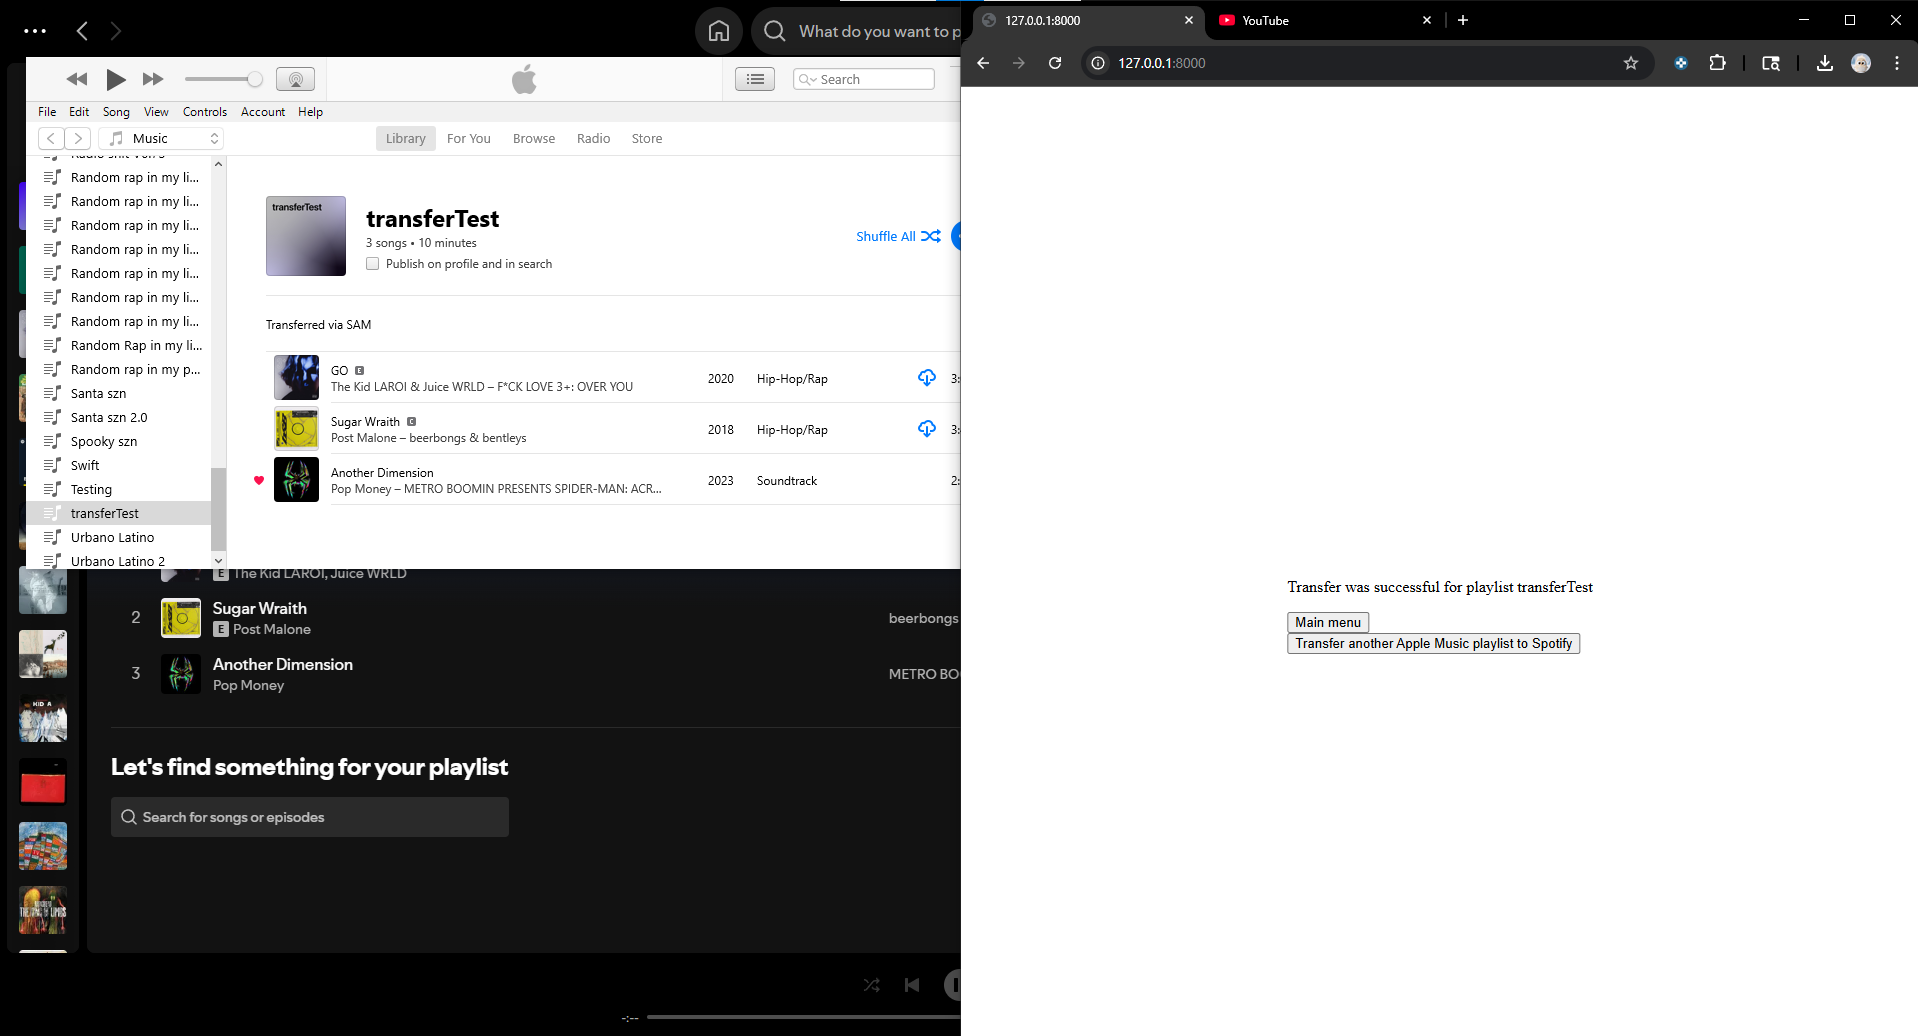 What do you want to p
Search
File Edit Song View Controls Account Help
Music
Library For You Browse Radio Store
Random rap in my li...
Random rap in my li...
Random rap in my li...
Random rap in my li...
Random rap in my li...
Random rap in my li...
Random rap in my li...
Random Rap in my li...
Random rap in my p...
Santa szn
Santa szn 2.0
Spooky szn
Swift
Testing
transferTest
Urbano Latino
Urbano Latino 2
transferTest
transferTest
3 songs • 10 minutes
Publish on profile and in search
Shuffle All
Transferred via SAM
GO E
The Kid LAROI & Juice WRLD – F*CK LOVE 3+: OVER YOU
2020 Hip-Hop/Rap 3:
Sugar Wraith E
Post Malone – beerbongs & bentleys
2018 Hip-Hop/Rap 3:
Another Dimension
Pop Money – METRO BOOMIN PRESENTS SPIDER-MAN: ACR...
2023 Soundtrack 2:
E The Kid LAROI, Juice WRLD
2 Sugar Wraith
E Post Malone
beerbongs
3 Another Dimension
Pop Money
METRO BO
Let's find something for your playlist
Search for songs or episodes
KID A
-:--
127.0.0.1:8000
YouTube
127.0.0.1:8000
Transfer was successful for playlist transferTest
Main menu
Transfer another Apple Music playlist to Spotify